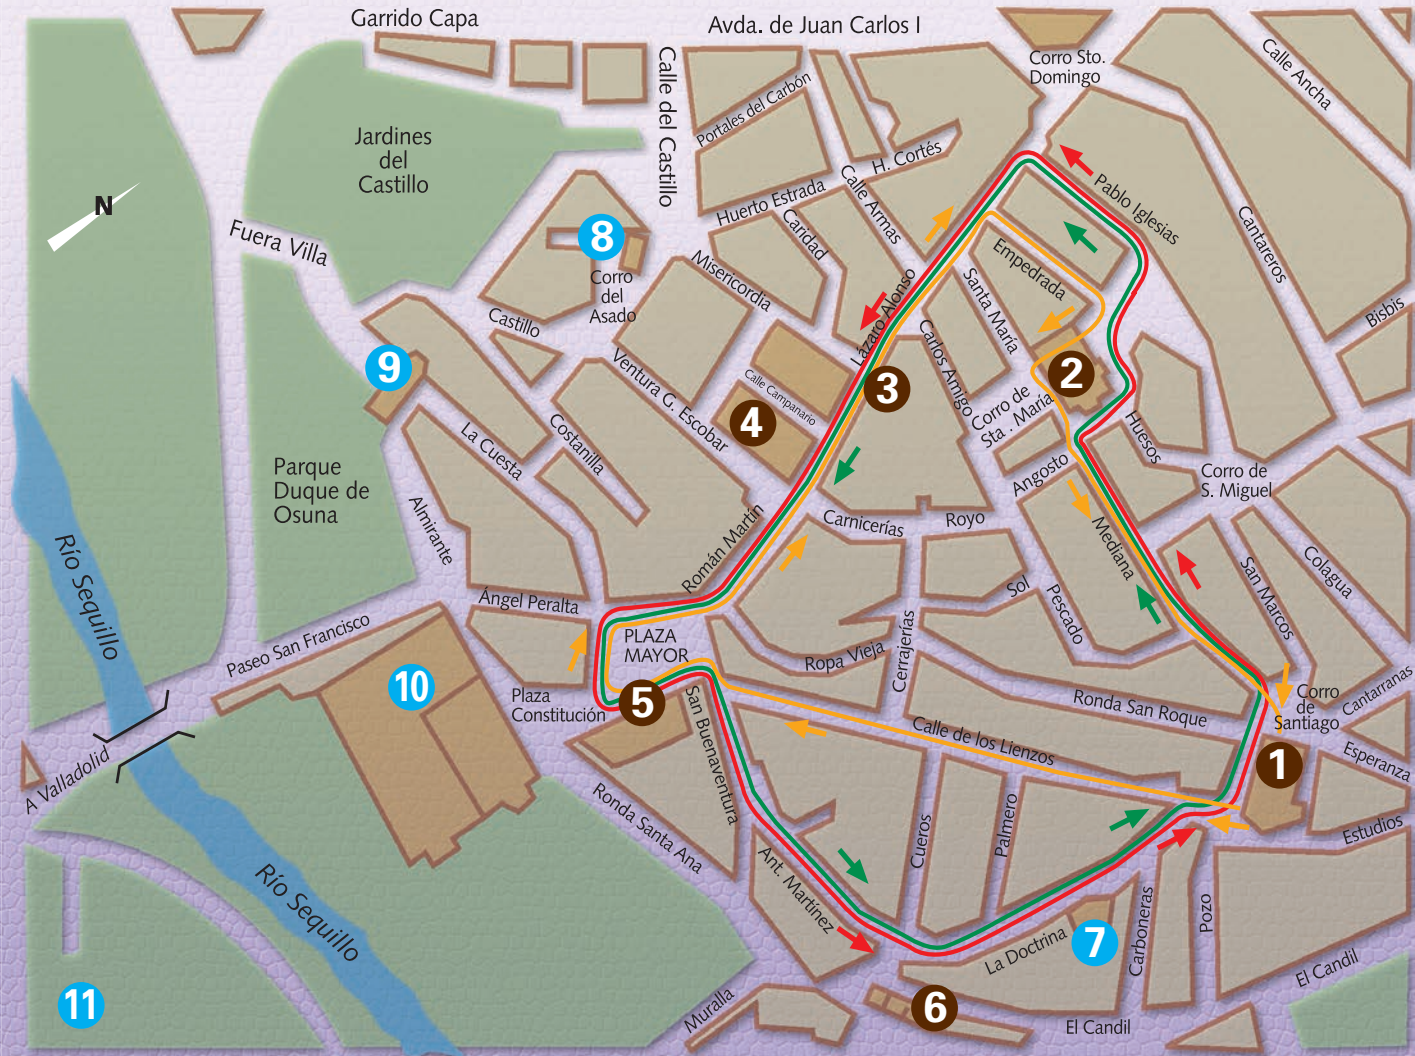 Garrido Capa
Avda. de Juan Carlos I
Calle del Castillo
Corro Sto.
Domingo
Calle Ancha
Portales del Carbón
Jardines
del
Castillo
H. Cortés
Huerto Estrada
Calle Armas
Caridad
Pablo Iglesias
Cantareros
N
Fuera Villa
8
Corro
del
Asado
Misericordia
Empedrada
Santa María
Lázaro Alonso
Bisbis
Castillo
Ventura G. Escobar
Calle Campanario
Carlos Amigo
9
3
2
4
Corro de
Sta. María
Huesos
La Cuesta
Costanilla
Angosto
Corro de
S. Miguel
Parque
Duque de
Osuna
Almirante
Román Martín
Carnicerías
Royo
Mediana
San Marcos
Colagua
Río Sequillo
Ángel Peralta
Sol
Pescado
Paseo San Francisco
PLAZA
MAYOR
Ropa Vieja
Cerrajerías
10
Plaza
Constitución
5
San Buenaventura
Ronda San Roque
Corro
de
Santiago
Cantarranas
Calle de los Lienzos
1
Esperanza
A Valladolid
Ronda Santa Ana
Cueros
Palmero
Estudios
Río Sequillo
Ant. Martínez
La Doctrina
7
Carboneras
Pozo
El Candil
11
Muralla
6
El Candil